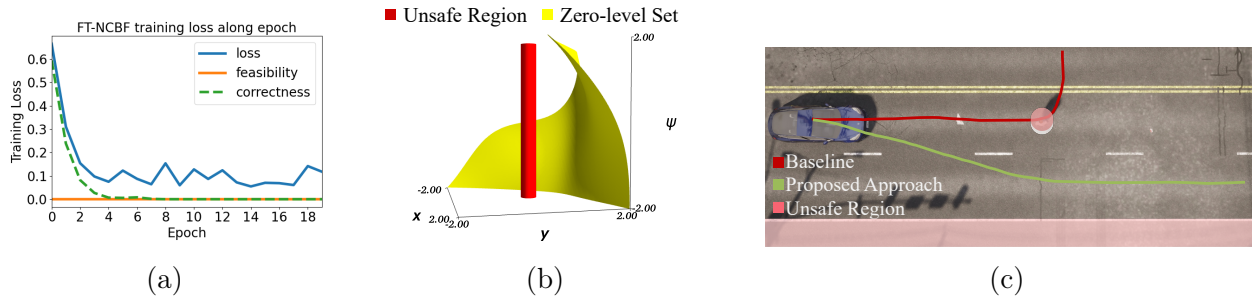 FT-NCBF training loss along epoch
Training Loss
0.6
0.5
0.4
0.3
0.2
0.1
0.0
loss
feasibility
correctness
0 2 4 6 8 10 12 14 16 18
Epoch
(a)
Unsafe Region Zero-level Set
2.00
ψ
-2.00
-2.00
x 2.00 -2.00 2.00
y
(b)
Baseline
Proposed Approach
Unsafe Region
(c)